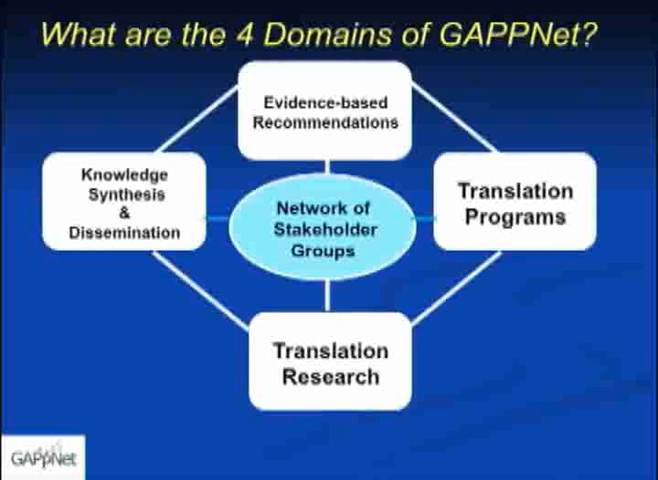 What are the 4 Domains of GAPPNet?
Evidence-based
Recommendations
Knowledge
Synthesis
&
Dissemination
Network of
Stakeholder
Groups
Translation
Programs
Translation
Research
GAPpNet